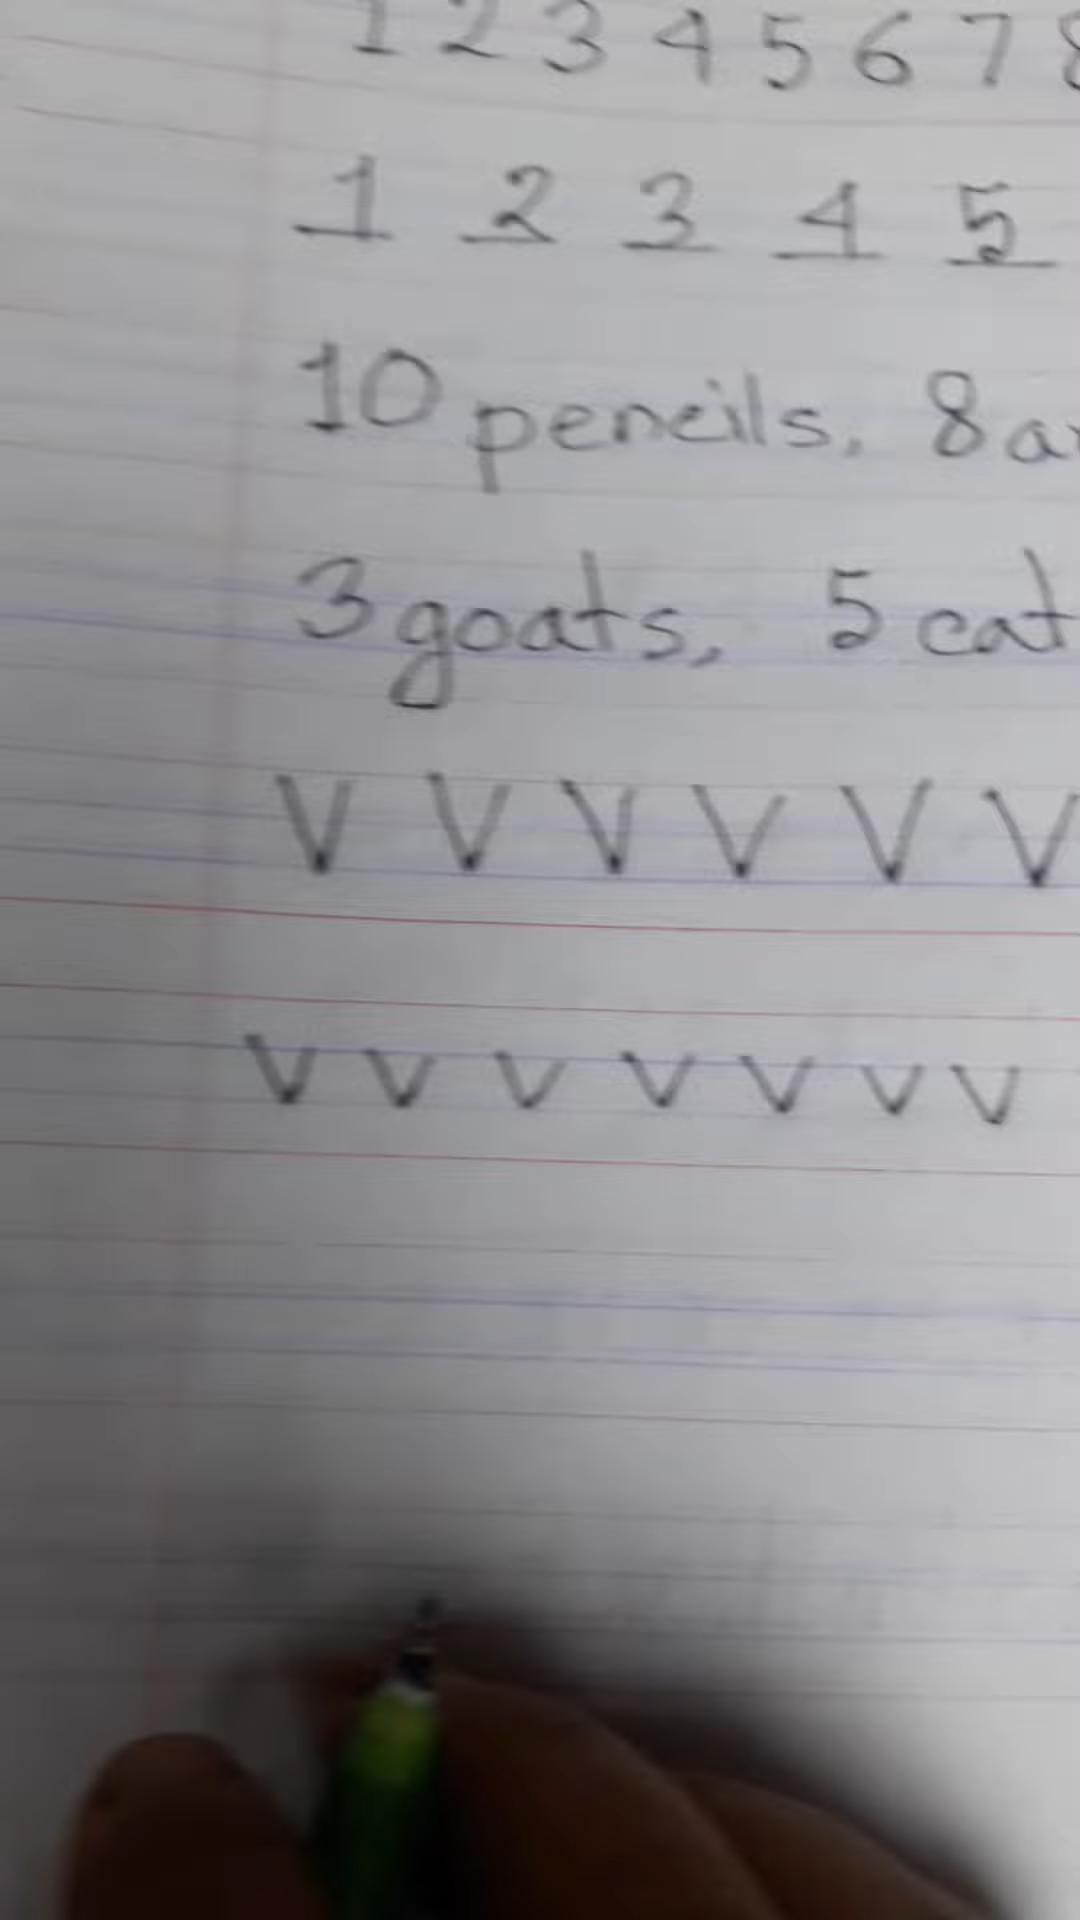 1 2 3 4 5 6 7 8
1 2 3 4 5
10 pencils, 8
3 goats, 5 cat
V V V V V V
v v v v v v v